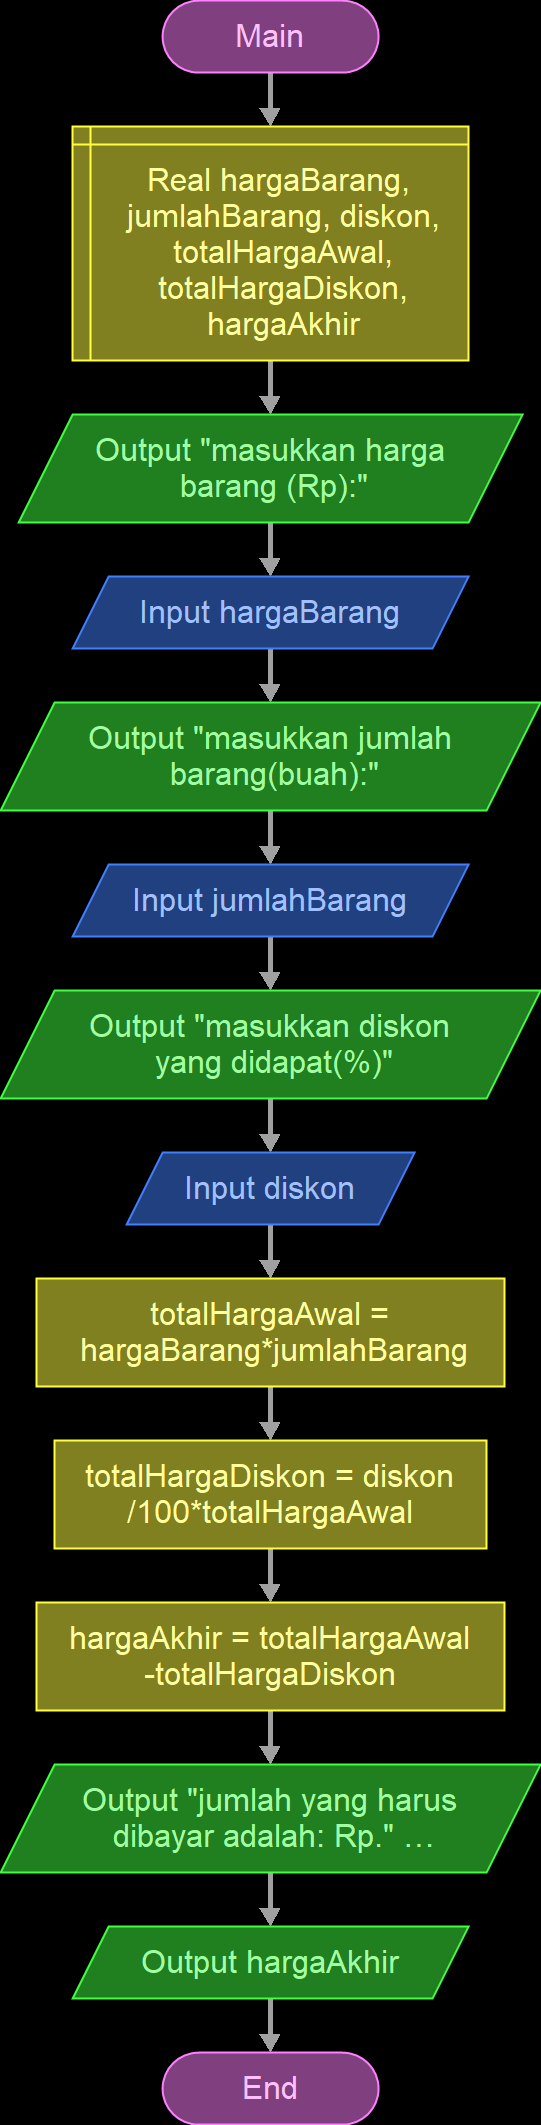 Main
Real hargaBarang,
jumlahBarang, diskon,
totalHargaAwal,
totalHargaDiskon,
hargaAkhir
Output "masukkan harga
barang (Rp):"
Input hargaBarang
Output "masukkan jumlah
barang(buah):"
Input jumlahBarang
Output "masukkan diskon
yang didapat(%)"
Input diskon
totalHargaAwal =
hargaBarang*jumlahBarang
totalHargaDiskon = diskon
/100*totalHargaAwal
hargaAkhir = totalHargaAwal
-totalHargaDiskon
Output "jumlah yang harus
dibayar adalah: Rp." …
Output hargaAkhir
End